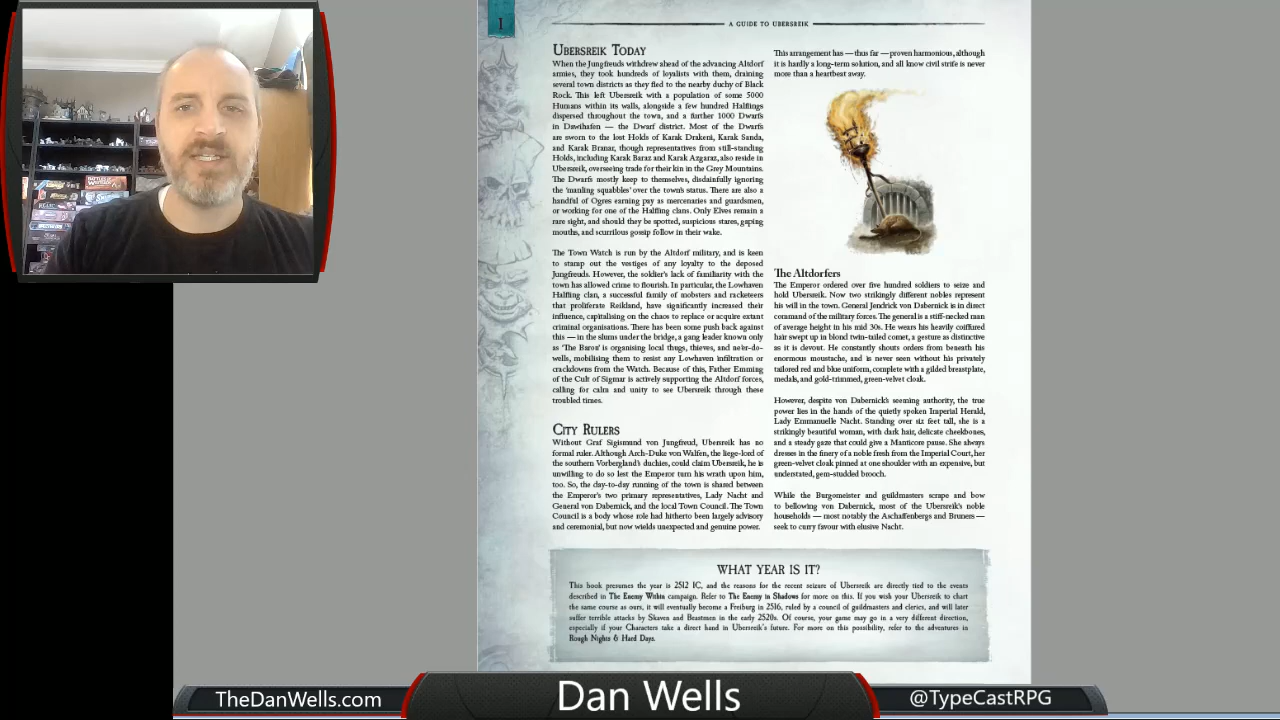 I
A GUIDE TO UBERSREIK
UBERSREIK TODAY
When the Jungfreuds withdrew ahead of the advancing Altdorf
armies, they took hundreds of loyalists with them, draining
several town districts as they fled to the nearby duchy of Black
Rock. This left Ubersreik with a population of some 5000
Humans within its walls, alongside a few hundred Halflings
dispersed throughout the town, and a further 1000 Dwarfs
in Dawihafen — the Dwarf district. Most of the Dwarfs
are sworn to the lost Holds of Karak Drakeni, Karak Sanda,
and Karak Branar, though representatives from still-standing
Holds, including Karak Baraz and Karak Azgaraz, also reside in
Ubersreik, overseeing trade for their kin in the Grey Mountains.
The Dwarfs mostly keep to themselves, disdainfully ignoring
the 'manling squabbles' over the town's status. There are also a
handful of Ogres earning pay as mercenaries and guardsmen,
or working for one of the Halfling clans. Only Elves remain a
rare sight, and should they be spotted, suspicious stares, gaping
mouths, and scurrilous gossip follow in their wake.
The Town Watch is run by the Altdorf military, and is keen
to stamp out the vestiges of any loyalty to the deposed
Jungfreuds. However, the soldier's lack of familiarity with the
town has allowed crime to flourish. In particular, the Lowhaven
Halfling clan, a successful family of mobsters and racketeers
that proliferate Reikland, have significantly increased their
influence, capitalising on the chaos to replace or acquire extant
criminal organisations. There has been some push back against
this — in the slums under the bridge, a gang leader known only
as 'The Baron' is organising local thugs, thieves, and ne'er-do-
wells, mobilising them to resist any Lowhaven infiltration or
crackdowns from the Watch. Because of this, Father Emming
of the Cult of Sigmar is actively supporting the Altdorf forces,
calling for calm and unity to see Ubersreik through these
troubled times.
CITY RULERS
Without Graf Sigismund von Jungfreud, Ubersreik has no
formal ruler. Although Arch-Duke von Walfen, the liege-lord of
the southern Vorbergland's duchies, could claim Ubersreik, he is
unwilling to do so lest the Emperor turn his wrath upon him,
too. So, the day-to-day running of the town is shared between
the Emperor's two primary representatives, Lady Nacht and
General von Dabernick, and the local Town Council. The Town
Council is a body whose role had hitherto been largely advisory
and ceremonial, but now wields unexpected and genuine power.
This arrangement has — thus far — proven harmonious, although
it is hardly a long-term solution, and all know civil strife is never
more than a heartbeat away.
The Altdorfers
The Emperor ordered over five hundred soldiers to seize and
hold Ubersreik. Now two strikingly different nobles represent
his will in the town. General Jendrick von Dabernick is in direct
command of the military forces. The general is a stiff-necked man
of average height in his mid 30s. He wears his heavily coiffured
hair swept up in blond twin-tailed comet, a gesture as distinctive
as it is devout. He constantly shouts orders from beneath his
enormous moustache, and is never seen without his privately
tailored red and blue uniform, complete with a gilded breastplate,
medals, and gold-trimmed, green-velvet cloak.
However, despite von Dabernick's seeming authority, the true
power lies in the hands of the quietly spoken Imperial Herald,
Lady Emmanuelle Nacht. Standing over six feet tall, she is a
strikingly beautiful woman, with dark hair, delicate cheekbones,
and a steady gaze that could give a Manticore pause. She always
dresses in the finery of a noble fresh from the Imperial Court, her
green-velvet cloak pinned at one shoulder with an expensive, but
understated, gem-studded brooch.
While the Burgomeister and guildmasters scrape and bow
to bellowing von Dabernick, most of the Ubersreik's noble
households — most notably the Aschaffenbergs and Bruners —
seek to curry favour with elusive Nacht.
WHAT YEAR IS IT?
This book presumes the year is 2512 IC, and the reasons for the recent seizure of Ubersreik are directly tied to the events
described in The Enemy Within campaign. Refer to The Enemy in Shadows for more on this. If you wish your Ubersreik to chart
the same course as ours, it will eventually become a Freiburg in 2516, ruled by a council of guildmasters and clerics, and will later
suffer terrible attacks by Skaven and Beastmen in the early 2520s. Of course, your game may go in a very different direction,
especially if your Characters take a direct hand in Ubersreik's future. For more on this possibility, refer to the adventures in
Rough Nights & Hard Days.
TheDanWells.com
Dan Wells
@TypeCastRPG